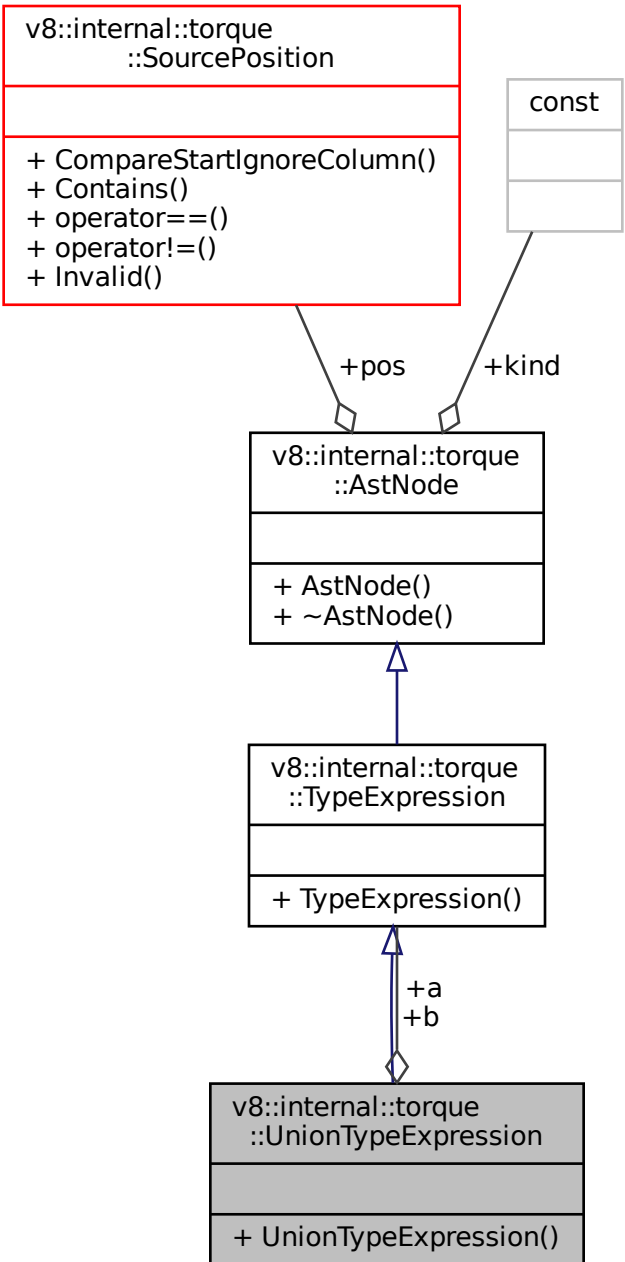 v8::internal::torque
::SourcePosition
+ CompareStartIgnoreColumn()
+ Contains()
+ operator==()
+ operator!=()
+ Invalid()
const
+pos
+kind
v8::internal::torque
::AstNode
+ AstNode()
+ ~AstNode()
v8::internal::torque
::TypeExpression
+ TypeExpression()
+a
+b
v8::internal::torque
::UnionTypeExpression
+ UnionTypeExpression()